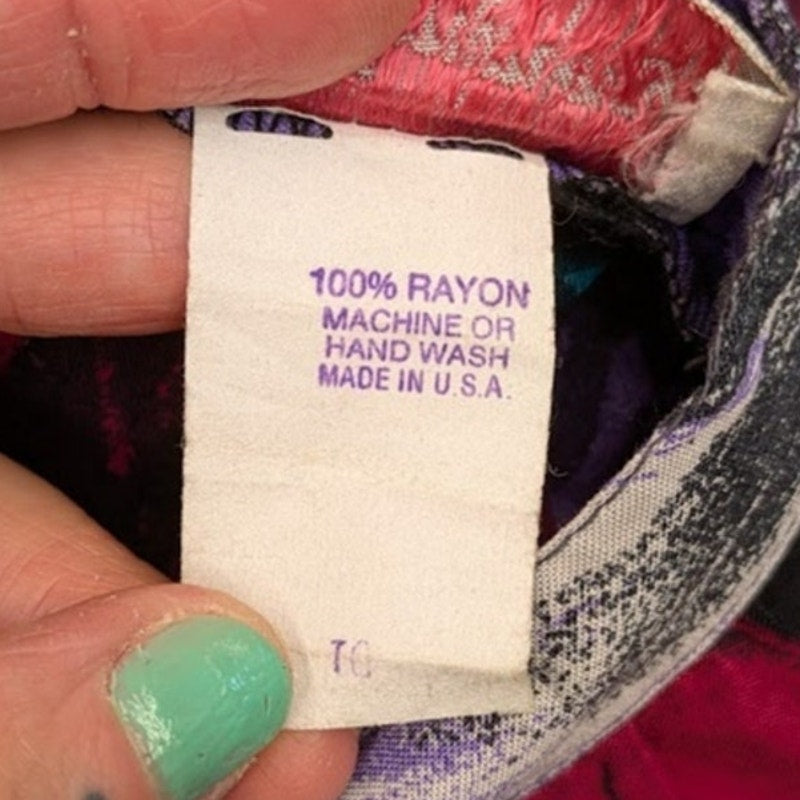 100% RAYON
MACHINE OR
HAND WASH
MADE IN U.S.A.